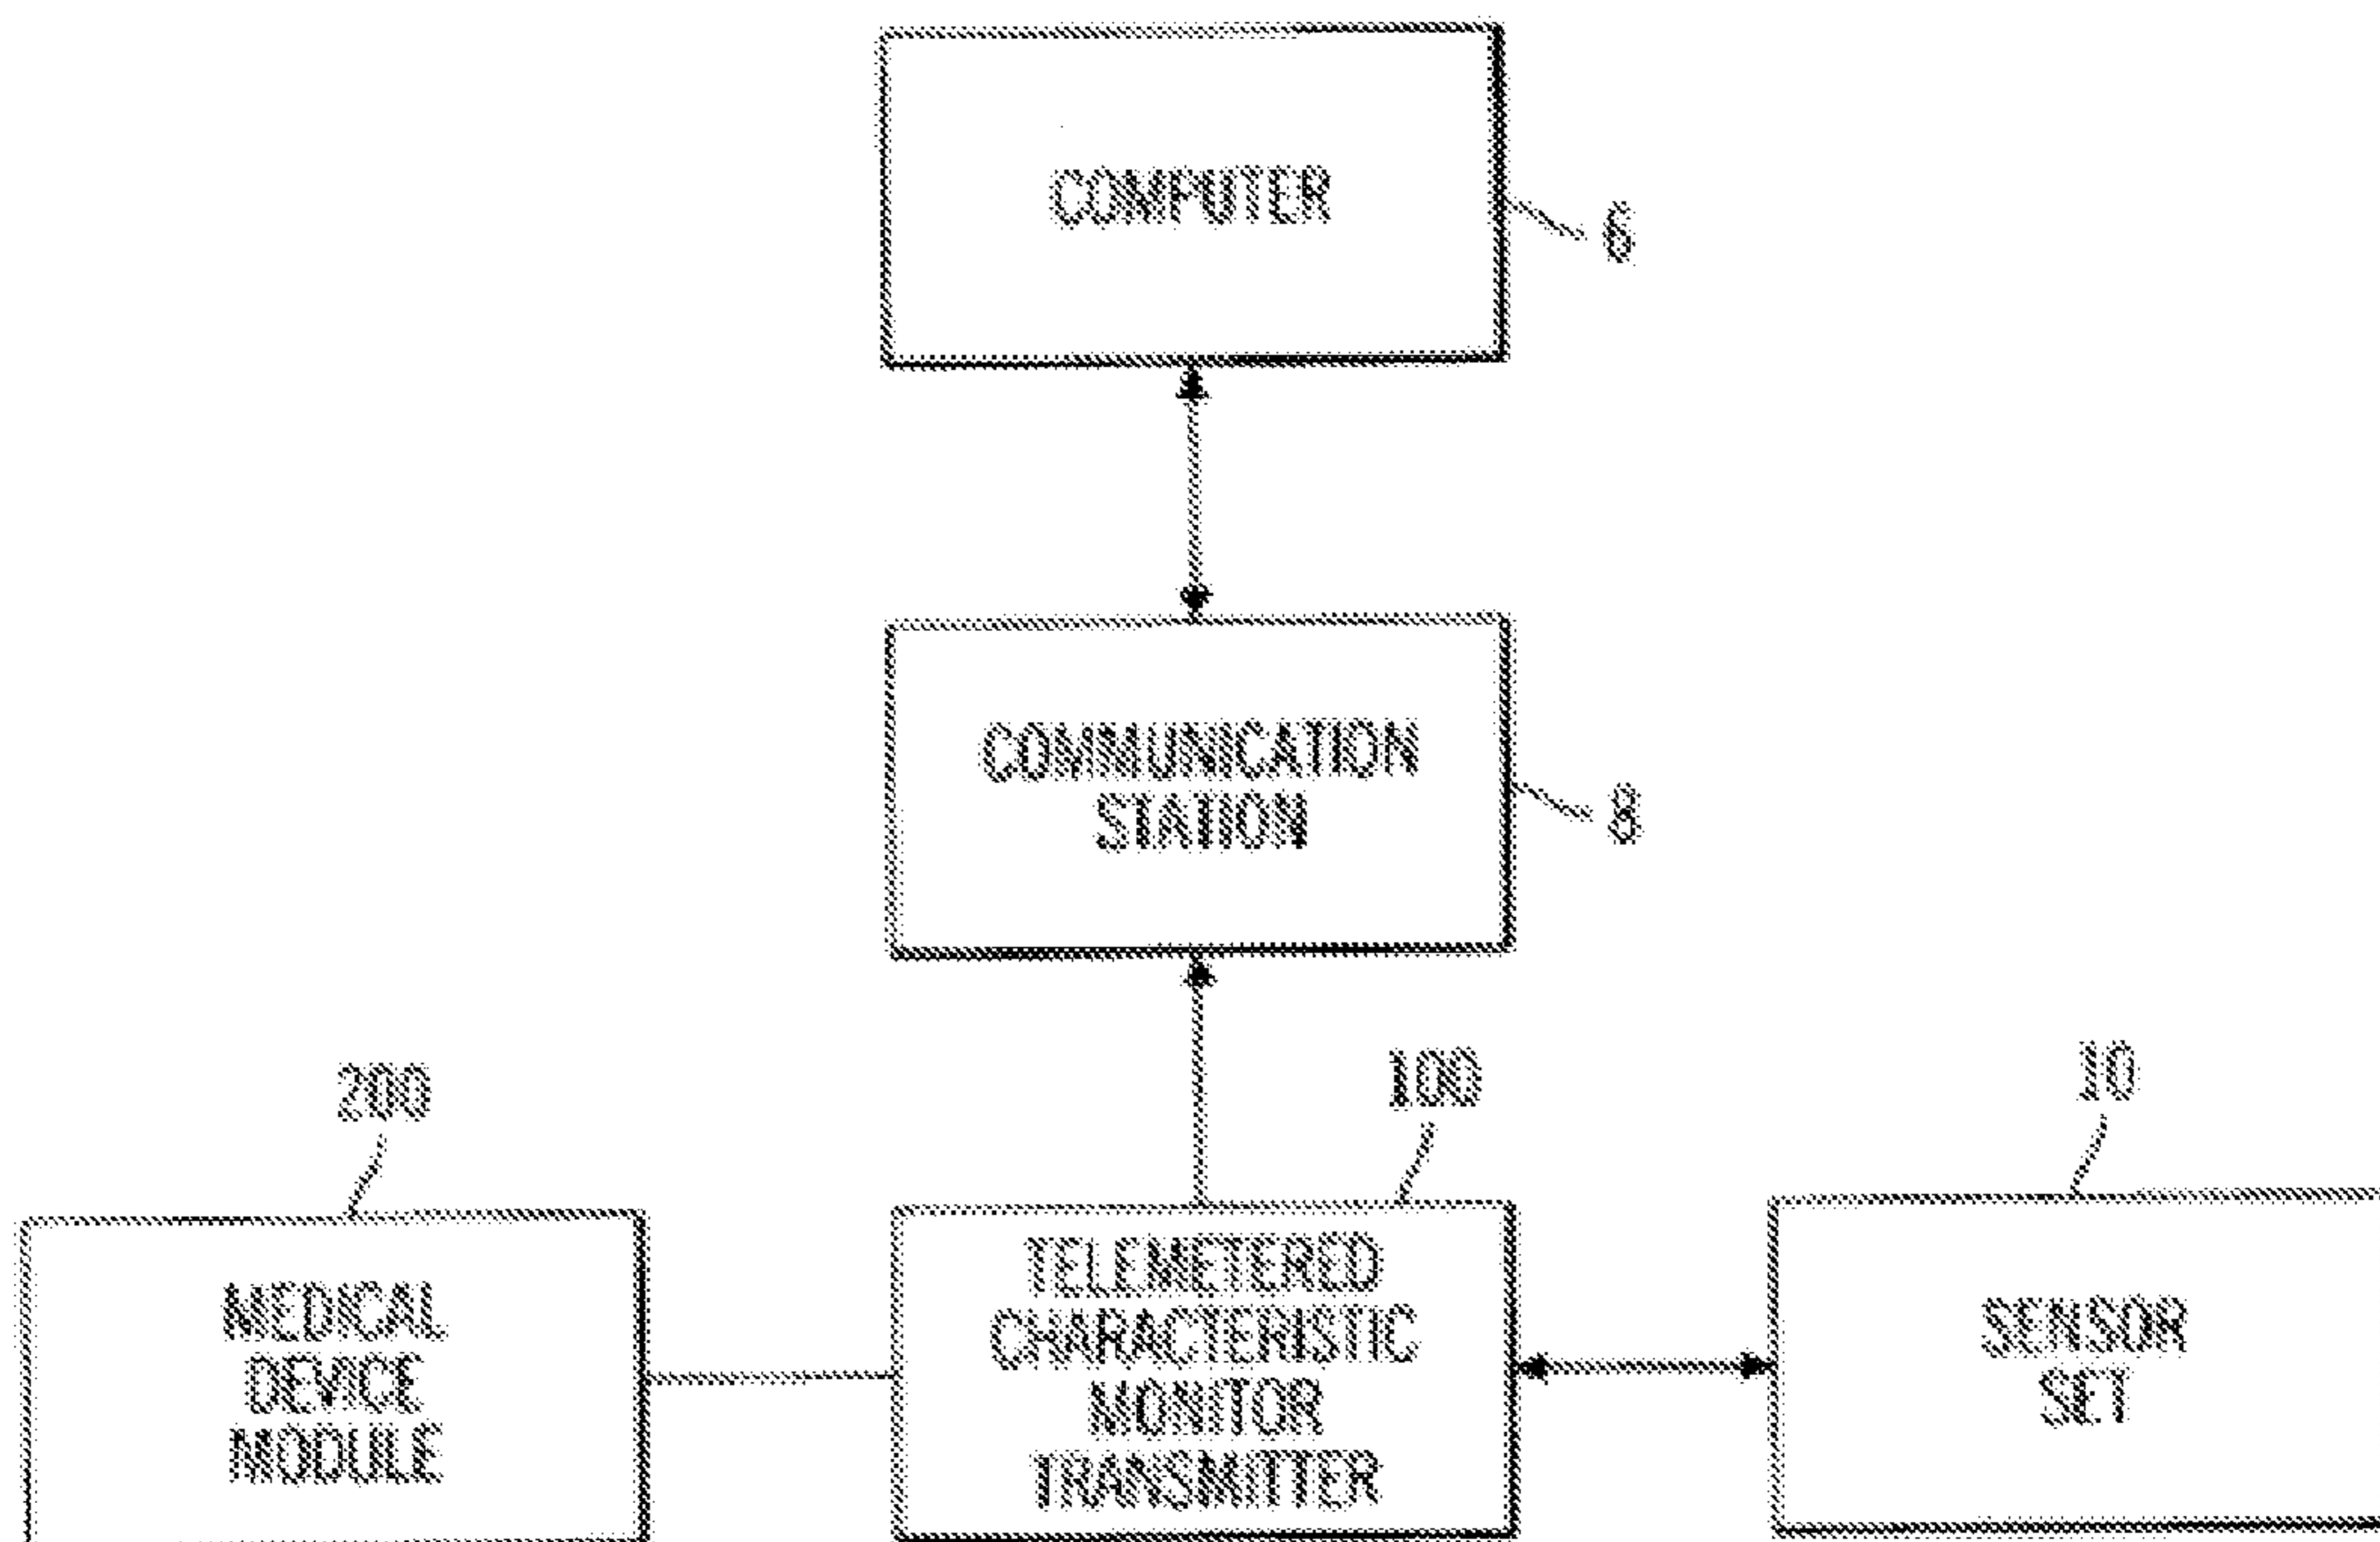 COMPUTER
6
COMMUNICATION
STATION
8
200
100
10
MEDICAL
DEVICE
MODULE
TELEMETERED
CHARACTERISTIC
MONITOR
TRANSMITTER
SENSOR
SET